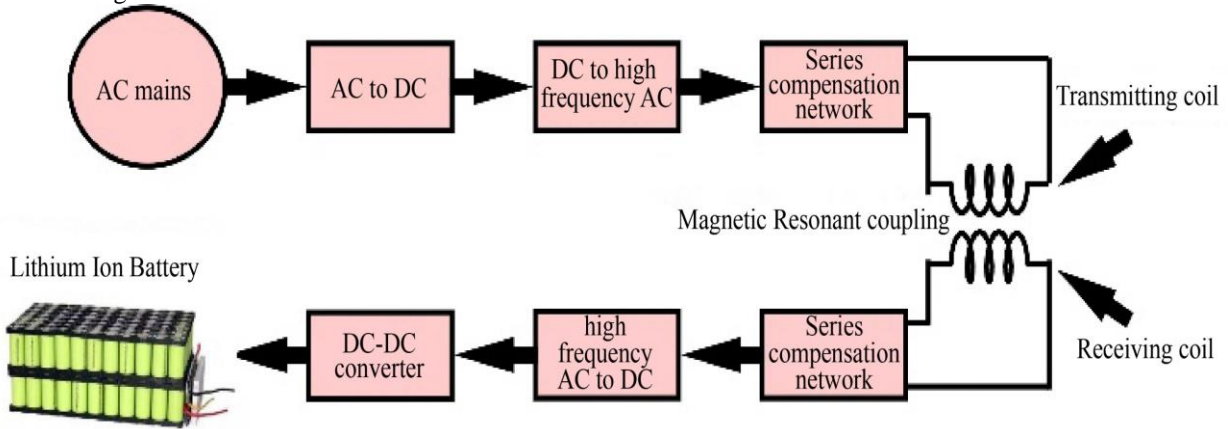 AC mains
AC to DC
DC to high
frequency AC
Series
compensation
network
Transmitting coil
Magnetic Resonant coupling
Receiving coil
Series
compensation
network
high
frequency
AC to DC
DC-DC
converter
Lithium Ion Battery